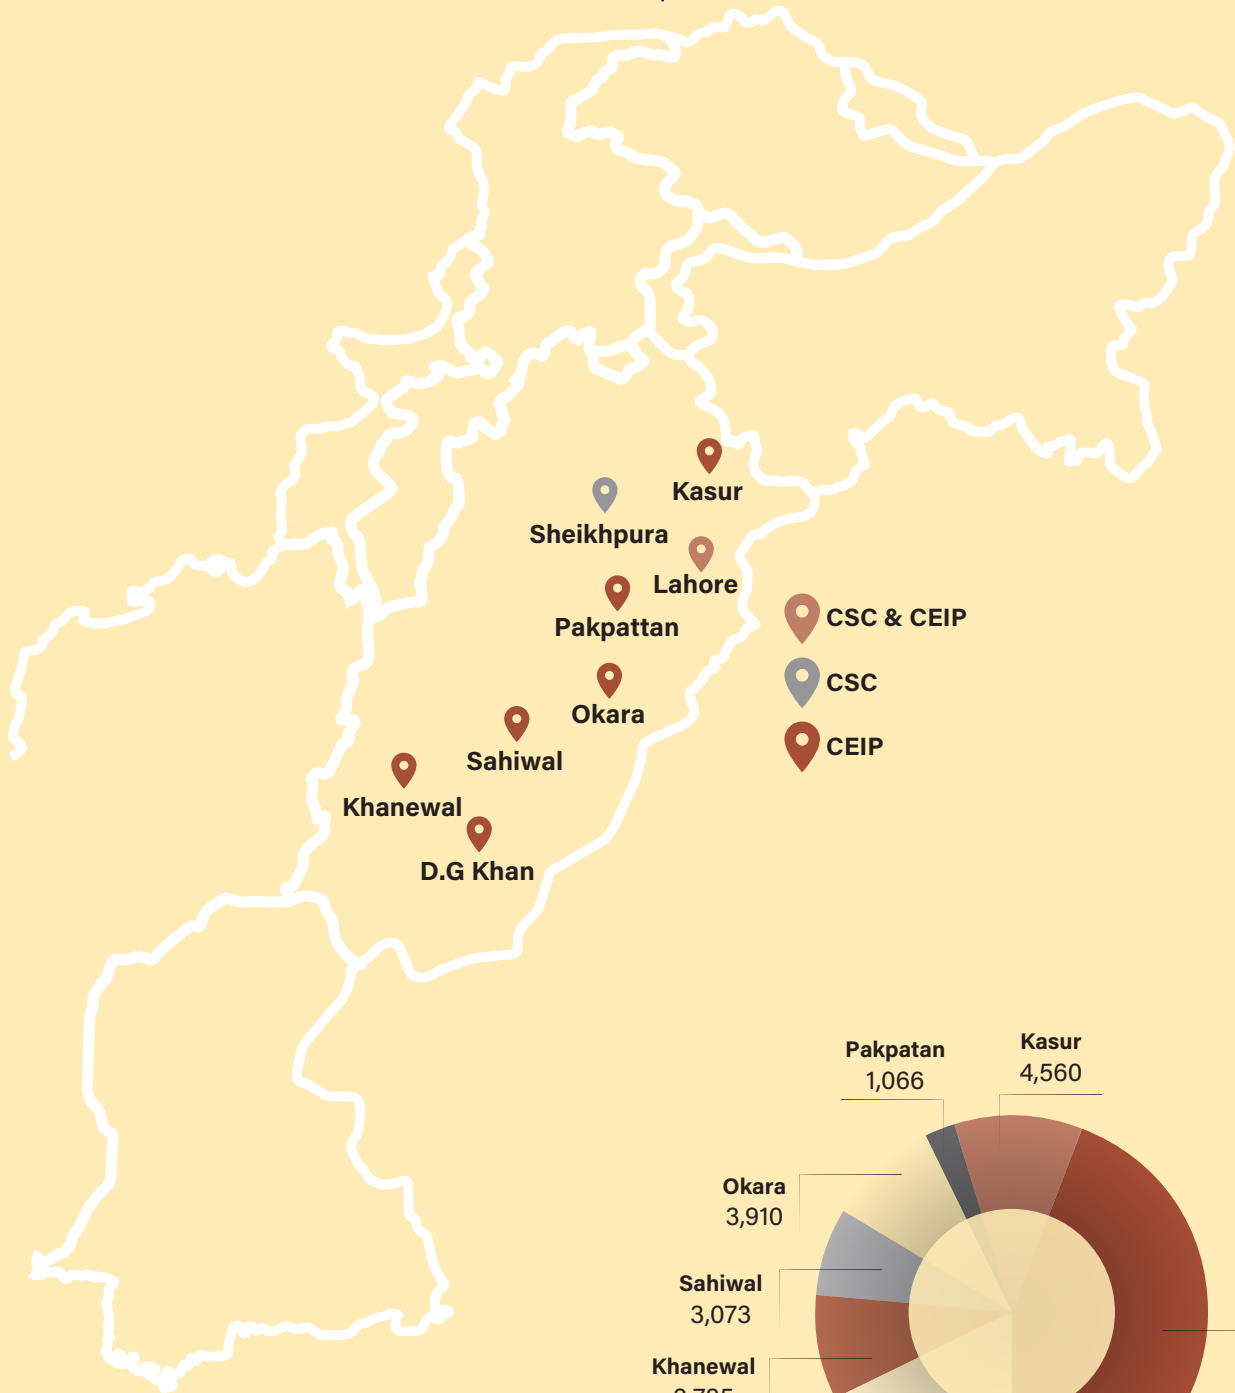 Kasur
Sheikhpura
Lahore
Pakpattan
CSC & CEIP
CSC
Okara
CEIP
Sahiwal
Khanewal
D.G Khan
Pakpatan
1,066
Kasur
4,560
Okara
3,910
Sahiwal
3,073
Khanewal